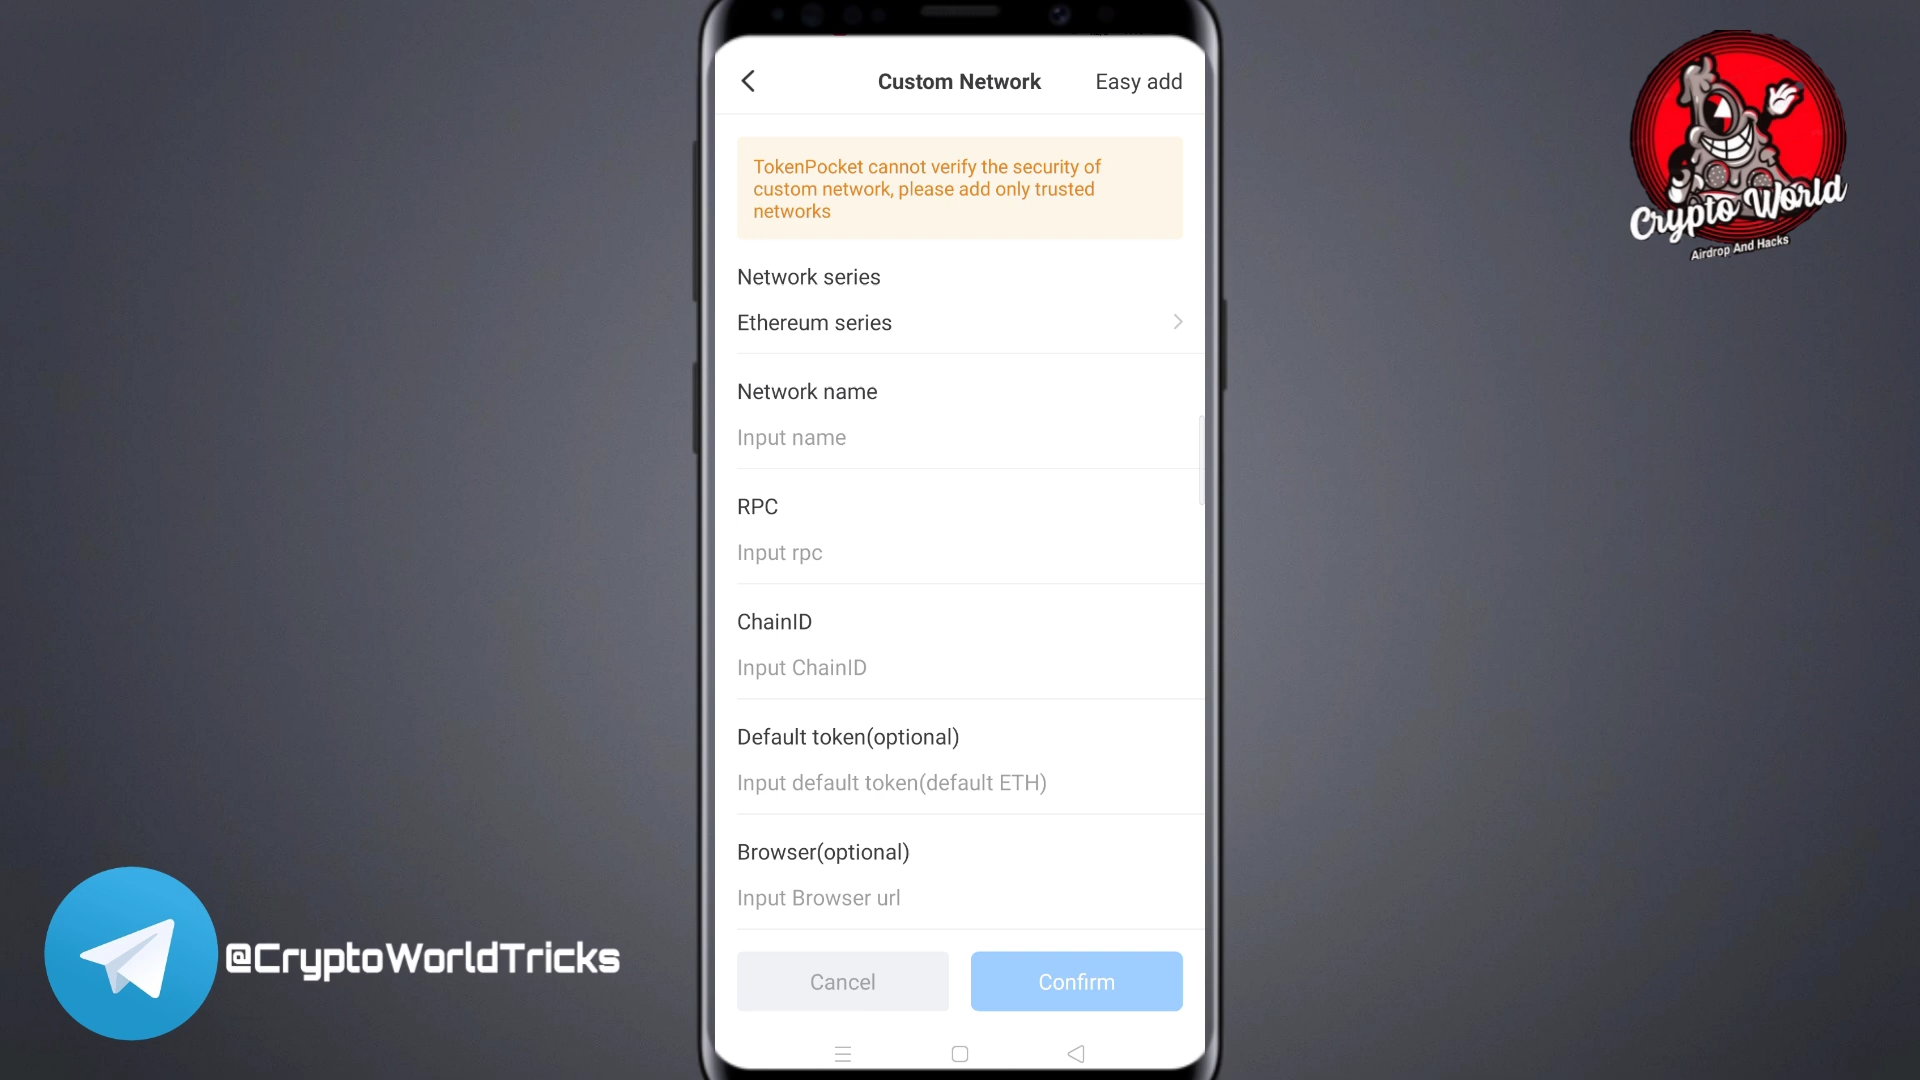 Custom Network
Easy add
TokenPocket cannot verify the security of
custom network, please add only trusted
networks
Network series
Ethereum series
Network name
Input name
RPC
Input rpc
ChainID
Input ChainID
Default token(optional)
Input default token(default ETH)
Browser(optional)
Input Browser url
Cancel
Confirm
Crypto World
Airdrop And Hacks
@CryptoWorldTricks